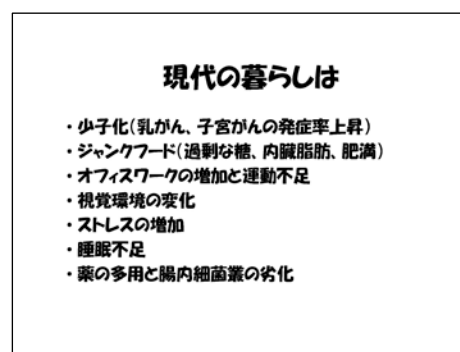 現代の暮らしは
・少子化(乳がん、子宮がんの発症率上昇)
・ジャンクフード(過剰な糖、内臓脂肪、肥満)
・オフィスワークの増加と運動不足
・視覚環境の変化
・ストレスの増加
・睡眠不足
・薬の多用と腸内細菌叢の劣化